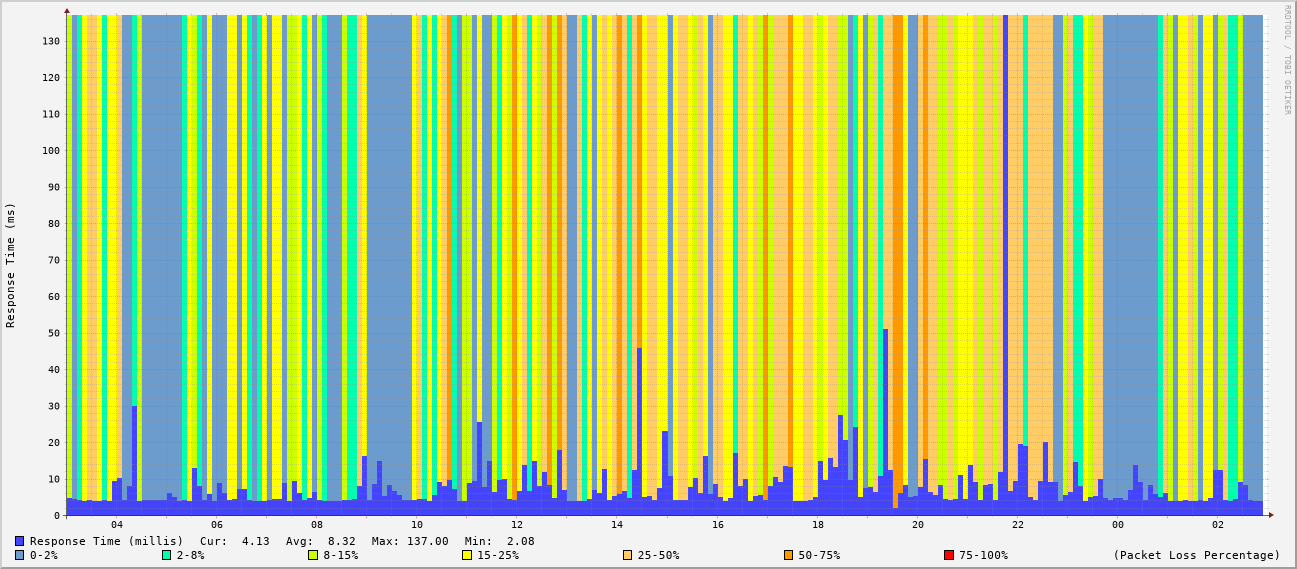 RRDTOOL / TOBI OETIKER
Response Time (ms)
130
120
110
100
90
80
70
60
50
40
30
20
10
0
04 06 08 10 12 14 16 18 20 22 00 02
Response Time (millis) Cur: 4.13 Avg: 8.32 Max: 137.00 Min: 2.08
0-2% 2-8% 8-15% 15-25% 25-50% 50-75% 75-100% (Packet Loss Percentage)